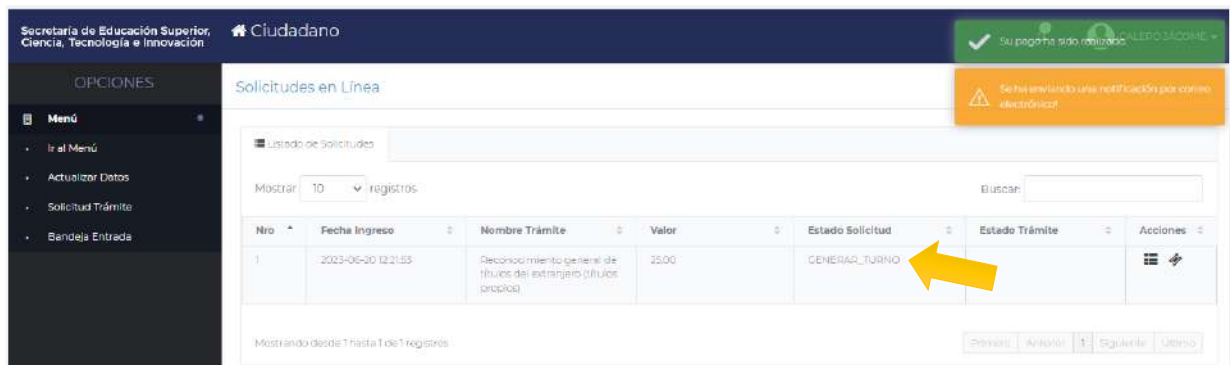 Secretaría de Educación Superior,
Ciencia, Tecnología e Innovación
Ciudadano
Su pago ha sido realizado.
CALERO JÁCOME
Se ha enviando una notificación por correo
electrónico!
OPCIONES
Menú
Ir al Menú
Actualizar Datos
Solicitud Trámite
Bandeja Entrada
Solicitudes en Línea
Listado de Solicitudes
Mostrar 10 registros
Buscar:
Nro Fecha Ingreso Nombre Trámite Valor Estado Solicitud Estado Trámite Acciones
1 2023-06-20 12:21:53 Reconocimiento general de 25.00 GENERAR_TURNO
títulos del extranjero (títulos
propios)
Mostrando desde 1 hasta 1 de 1 registros
Primero Anterior 1 Siguiente Último